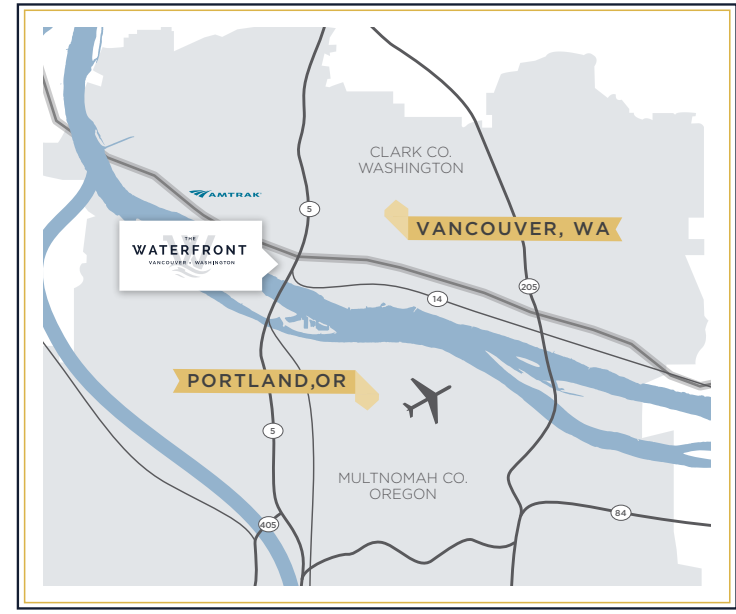 CLARK CO.
WASHINGTON
AMTRAK
5
VANCOUVER, WA
THE
WATERFRONT
VANCOUVER • WASHINGTON
205
14
PORTLAND,OR
5
MULTNOMAH CO.
OREGON
84
405